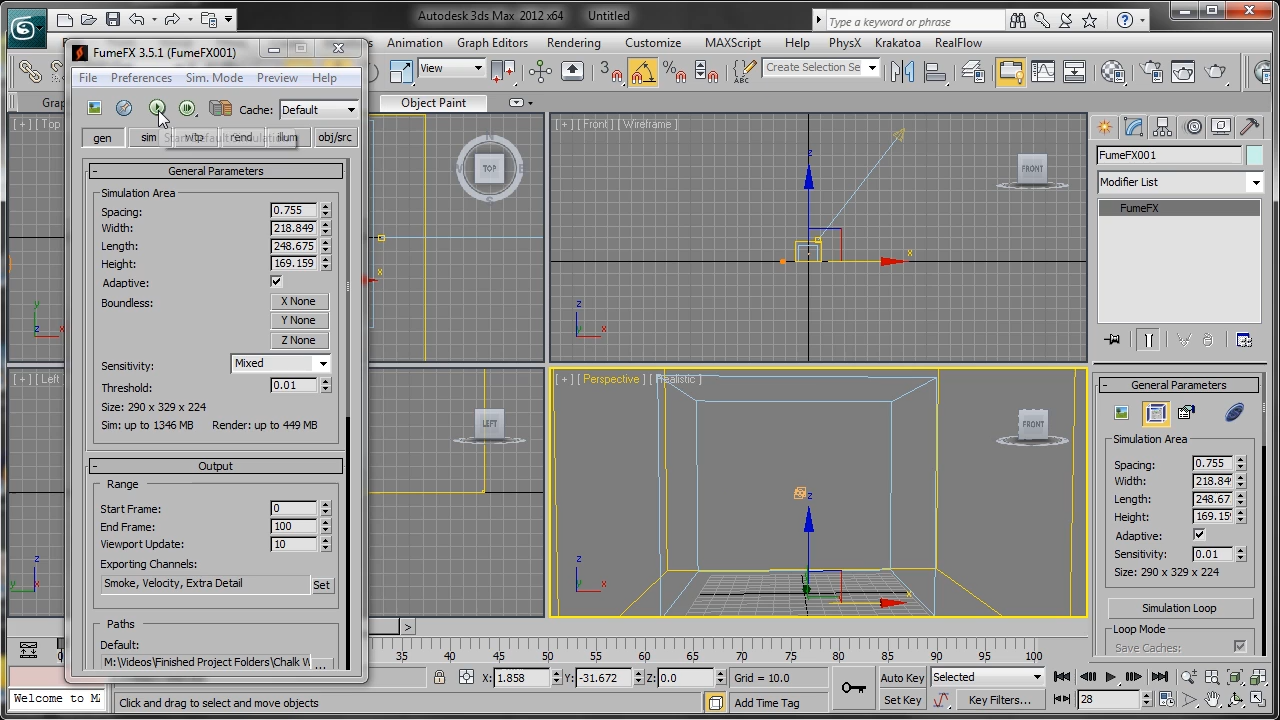 Autodesk 3ds Max 2012 x64 Untitled
Type a keyword or phrase
FumeFX 3.5.1 (FumeFX001)
Animation Graph Editors Rendering Customize MAXScript Help PhysX Krakatoa RealFlow
File Preferences Sim. Mode Preview Help
View
Create Selection Se
Object Paint
Cache: Default
gen sim wtp rend illum obj/src
General Parameters
Simulation Area
Spacing: 0.755
Width: 218.849
Length: 248.675
Height: 169.159
Adaptive:
Boundless: X None
Y None
Z None
Sensitivity: Mixed
Threshold: 0.01
Size: 290 x 329 x 224
Sim: up to 1346 MB Render: up to 449 MB
Output
Range
Start Frame: 0
End Frame: 100
Viewport Update: 10
Exporting Channels:
Smoke, Velocity, Extra Detail Set
Paths
Default:
M:\Videos\Finished Project Folders\Chalk W ...
[ + ] [ Top
TOP
[ + ] [ Front ] [ Wireframe ]
FRONT
[ + ] [ Left
LEFT
[ + ] [ Perspective ] [ Realistic ]
FRONT
FumeFX001
Modifier List
FumeFX
General Parameters
Simulation Area
Spacing: 0.755
Width: 218.84
Length: 248.67
Height: 169.15
Adaptive:
Sensitivity: 0.01
Size: 290 x 329 x 224
Simulation Loop
Loop Mode
Save Caches:
35 40 45 50 55 60 65 70 75 80 85 90 95 100
X: 1.858 Y: -31.672 Z: 0.0 Grid = 10.0
Auto Key Selected
Set Key Key Filters...
28
Welcome to M
Click and drag to select and move objects
Add Time Tag